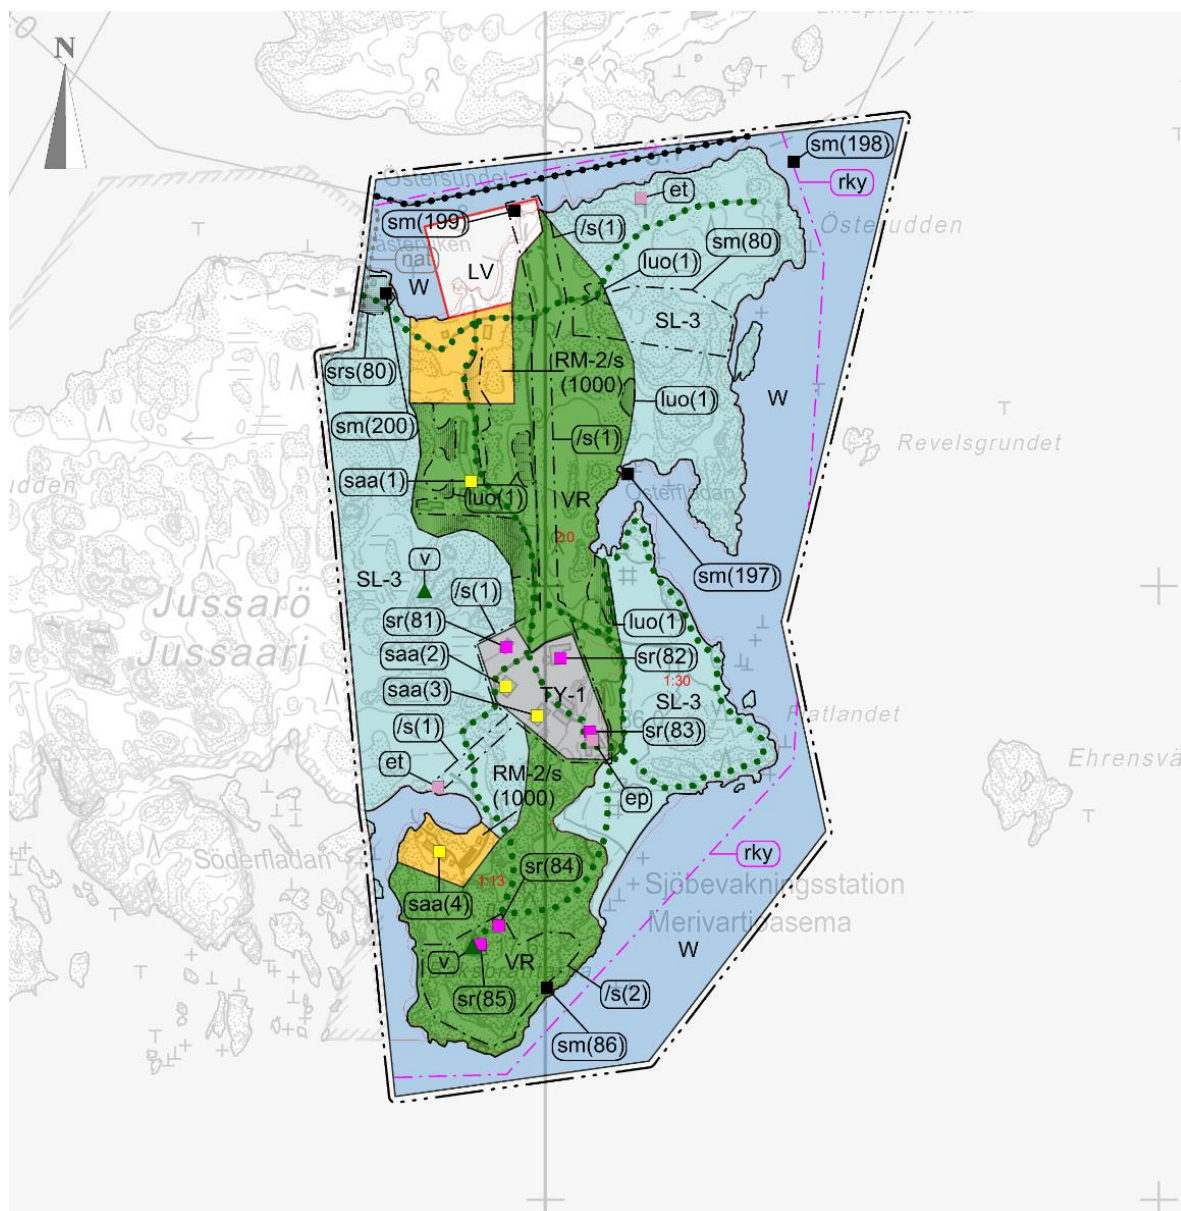 N
sm(198)
Östersundet
et
rky
sm(199)
/s(1)
sm(80)
Österudden
nat
luo(1)
LV
W
SL-3
srs(80)
RM-2/s
(1000)
luo(1)
W
sm(200)
/s(1)
Revelsgrundet
saa(1)
luo(1)
VR
Österfladan
v
sm(197)
SL-3
/s(1)
Jussarö
sr(81)
luo(1)
Jussaari
saa(2)
sr(82)
1:30
saa(3)
TY-1
SL-3
/s(1)
sr(83)
et
Ehrensvä
RM-2/s
(1000)
ep
Söderfladan
sr(84)
rky
1:13
saa(4)
Sjöbevakningsstation
Merivartioasema
W
v
VR
sr(85)
/s(2)
sm(86)